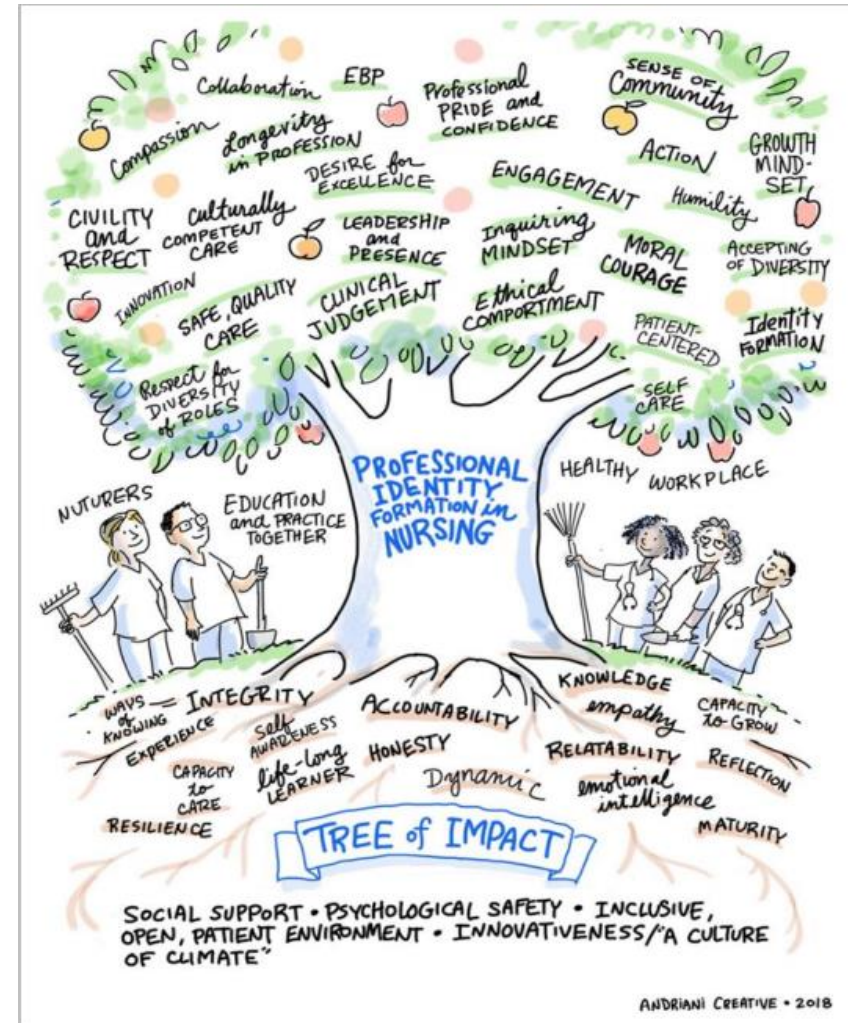 Collaboration
EBP
Professional
PRIDE and
CONFIDENCE
SENSE OF
Community
Compassion
Longevity
in PROFESSION
DESIRE for
EXCELLENCE
ENGAGEMENT
ACTION
GROWTH
MIND-
SET
Humility
CIVILITY
and
RESPECT
culturally
COMPETENT
CARE
LEADERSHIP
and
PRESENCE
Inquiring
MINDSET
MORAL
COURAGE
ACCEPTING
OF DIVERSITY
INNOVATION
SAFE, QUALITY
CARE
CLINICAL
JUDGEMENT
Ethical
COMPORTMENT
PATIENT-
CENTERED
Identity
FORMATION
Respect for
DIVERSITY
of ROLES
SELF
CARE
PROFESSIONAL
IDENTITY
FORMATION in
NURSING
HEALTHY WORKPLACE
NUTURERS
EDUCATION
and PRACTICE
TOGETHER
WAYS
of
KNOWING
INTEGRITY
EXPERIENCE
SELF
AWARENESS
ACCOUNTABILITY
KNOWLEDGE
empathy
CAPACITY
to GROW
CAPACITY
to
CARE
life-long
LEARNER
HONESTY
Dynamic
RELATABILITY
emotional
intelligence
REFLECTION
RESILIENCE
MATURITY
TREE of IMPACT
SOCIAL SUPPORT • PSYCHOLOGICAL SAFETY • INCLUSIVE,
OPEN, PATIENT ENVIRONMENT • INNOVATIVENESS/"A CULTURE
OF CLIMATE"
ANDRIANI CREATIVE • 2018